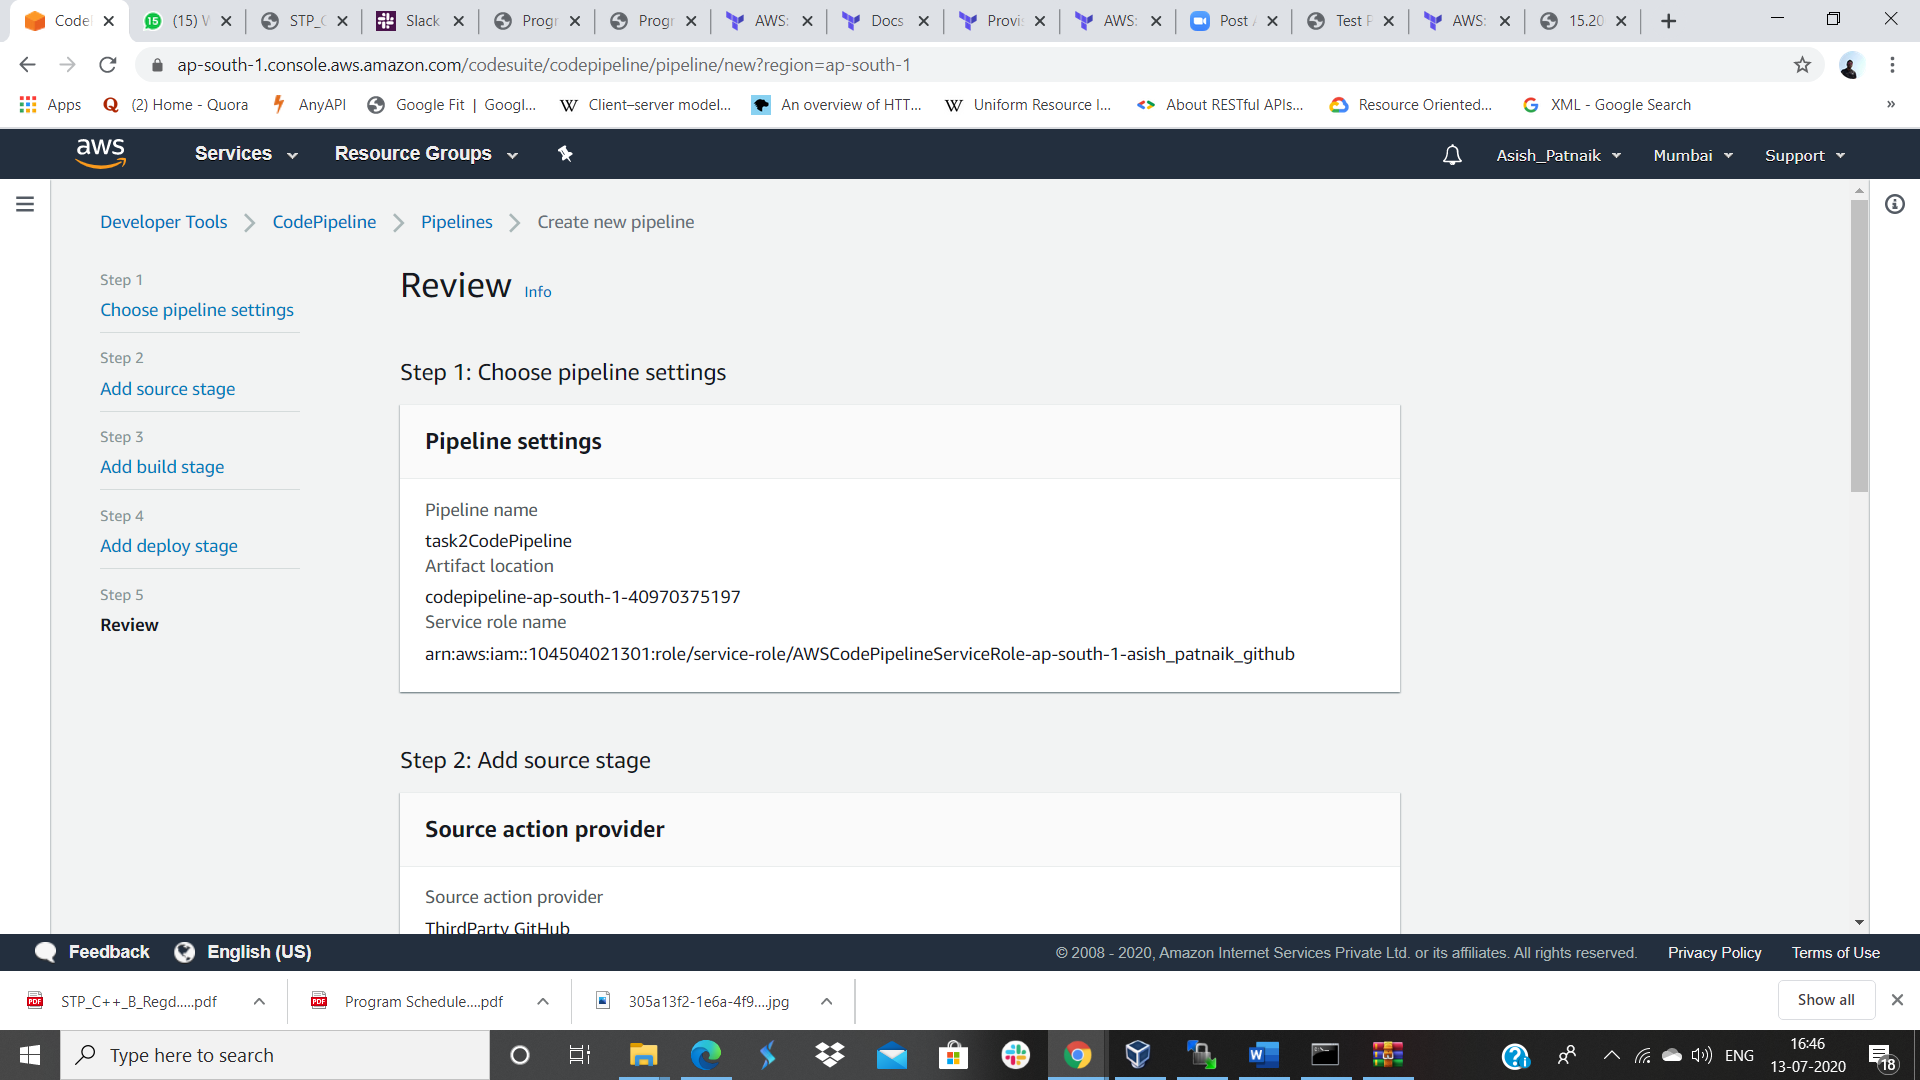 Code
(15) W
STP_C
Slack
Progr
Progr
AWS:
Docs
Provis
AWS:
Post A
Test P
AWS:
15.20
ap-south-1.console.aws.amazon.com/codesuite/codepipeline/pipeline/new?region=ap-south-1
Apps
(2) Home - Quora
AnyAPI
Google Fit | Googl...
Client–server model...
An overview of HTT...
Uniform Resource I...
About RESTful APIs...
Resource Oriented...
XML - Google Search
»
aws
Services
Resource Groups
Asish_Patnaik
Mumbai
Support
Developer Tools
CodePipeline
Pipelines
Create new pipeline
Step 1
Choose pipeline settings
Step 2
Add source stage
Step 3
Add build stage
Step 4
Add deploy stage
Step 5
Review
Review Info
Step 1: Choose pipeline settings
Pipeline settings
Pipeline name
task2CodePipeline
Artifact location
codepipeline-ap-south-1-40970375197
Service role name
arn:aws:iam::104504021301:role/service-role/AWSCodePipelineServiceRole-ap-south-1-asish_patnaik_github
Step 2: Add source stage
Source action provider
Source action provider
ThirdParty GitHub
Feedback
English (US)
© 2008 - 2020, Amazon Internet Services Private Ltd. or its affiliates. All rights reserved.
Privacy Policy
Terms of Use
STP_C++_B_Regd.....pdf
Program Schedule....pdf
305a13f2-1e6a-4f9....jpg
Show all
Type here to search
ENG
16:46
13-07-2020
18